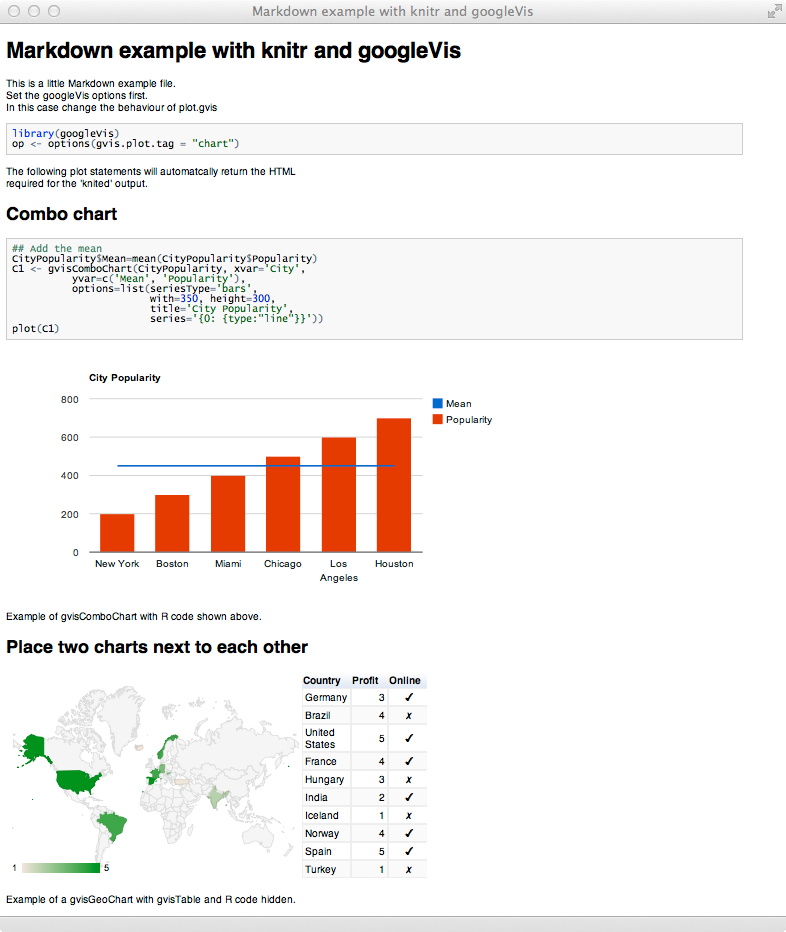 Markdown example with knitr and googleVis
Markdown example with knitr and googleVis
This is a little Markdown example file.
Set the googleVis options first.
In this case change the behaviour of plot.gvis
library(googleVis)
op <- options(gvis.plot.tag = "chart")
The following plot statements will automatcally return the HTML
required for the 'knited' output.
Combo chart
## Add the mean
CityPopularity$Mean=mean(CityPopularity$Popularity)
C1 <- gvisComboChart(CityPopularity, xvar='City',
yvar=c('Mean', 'Popularity'),
options=list(seriesType='bars',
with=350, height=300,
title='City Popularity',
series='{0: {type:"line"}}'))
plot(C1)
City Popularity
800
600
400
200
0
New York Boston Miami Chicago Los Angeles Houston
Mean
Popularity
Example of gvisComboChart with R code shown above.
Place two charts next to each other
1 5
Country Profit Online
Germany 3 ✔
Brazil 4 ✗
United States 5 ✔
France 4 ✔
Hungary 3 ✗
India 2 ✔
Iceland 1 ✗
Norway 4 ✔
Spain 5 ✔
Turkey 1 ✗
Example of a gvisGeoChart with gvisTable and R code hidden.